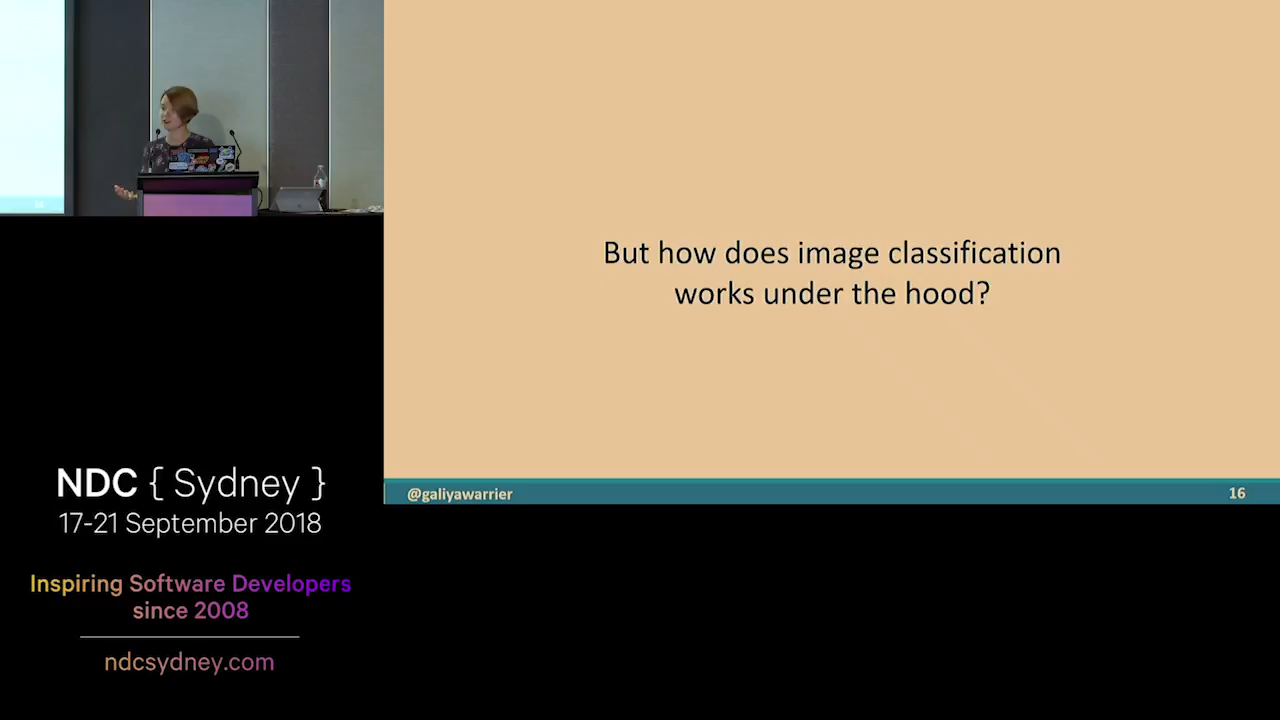 But how does image classification
works under the hood?
@galiyawarrier
16
NDC { Sydney }
17-21 September 2018
Inspiring Software Developers
since 2008
ndcsydney.com